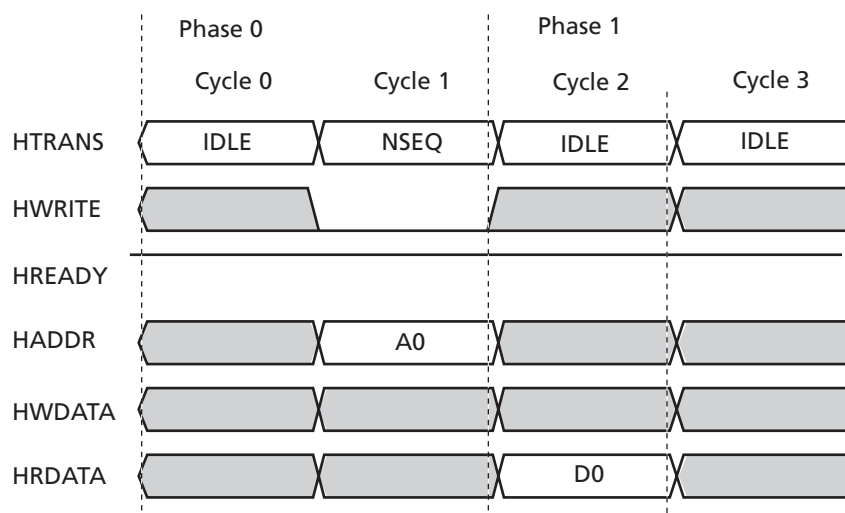 Phase 0 Phase 1
Cycle 0 Cycle 1 Cycle 2 Cycle 3
HTRANS IDLE NSEQ IDLE IDLE
HWRITE
HREADY
HADDR A0
HWDATA
HRDATA D0